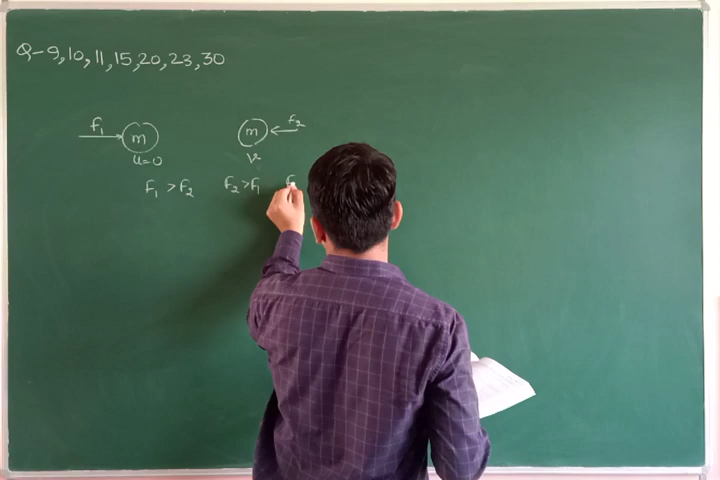 Q-9,10,11,15,20,23,30
f₁ m m f₂
u=0 v
F₁ > F₂ F₂ > F₁ F